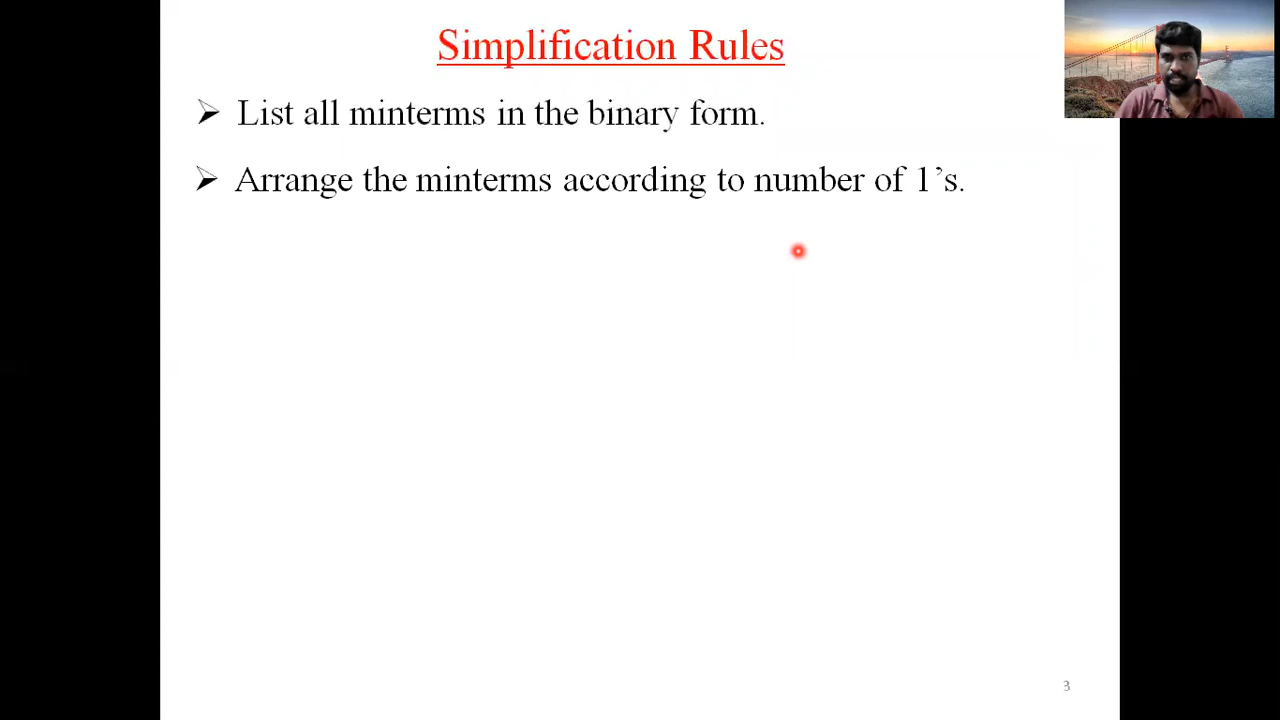 Simplification Rules
➢ List all minterms in the binary form.
➢ Arrange the minterms according to number of 1’s.
3